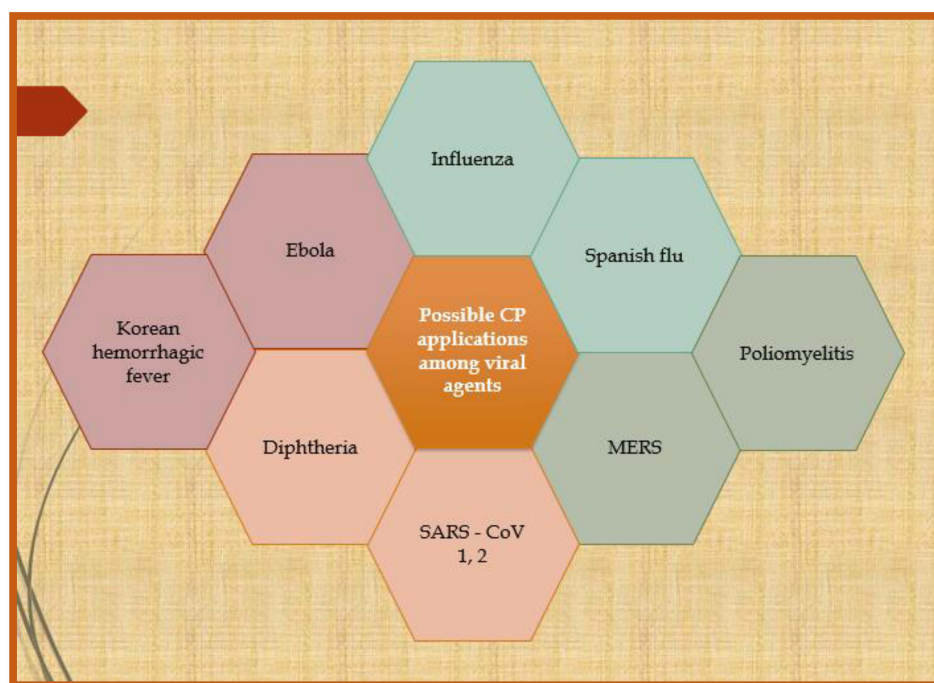 Influenza
Ebola
Spanish flu
Korean
hemorrhagic
fever
Possible CP
applications
among viral
agents
Poliomyelitis
Diphtheria
MERS
SARS - CoV
1, 2